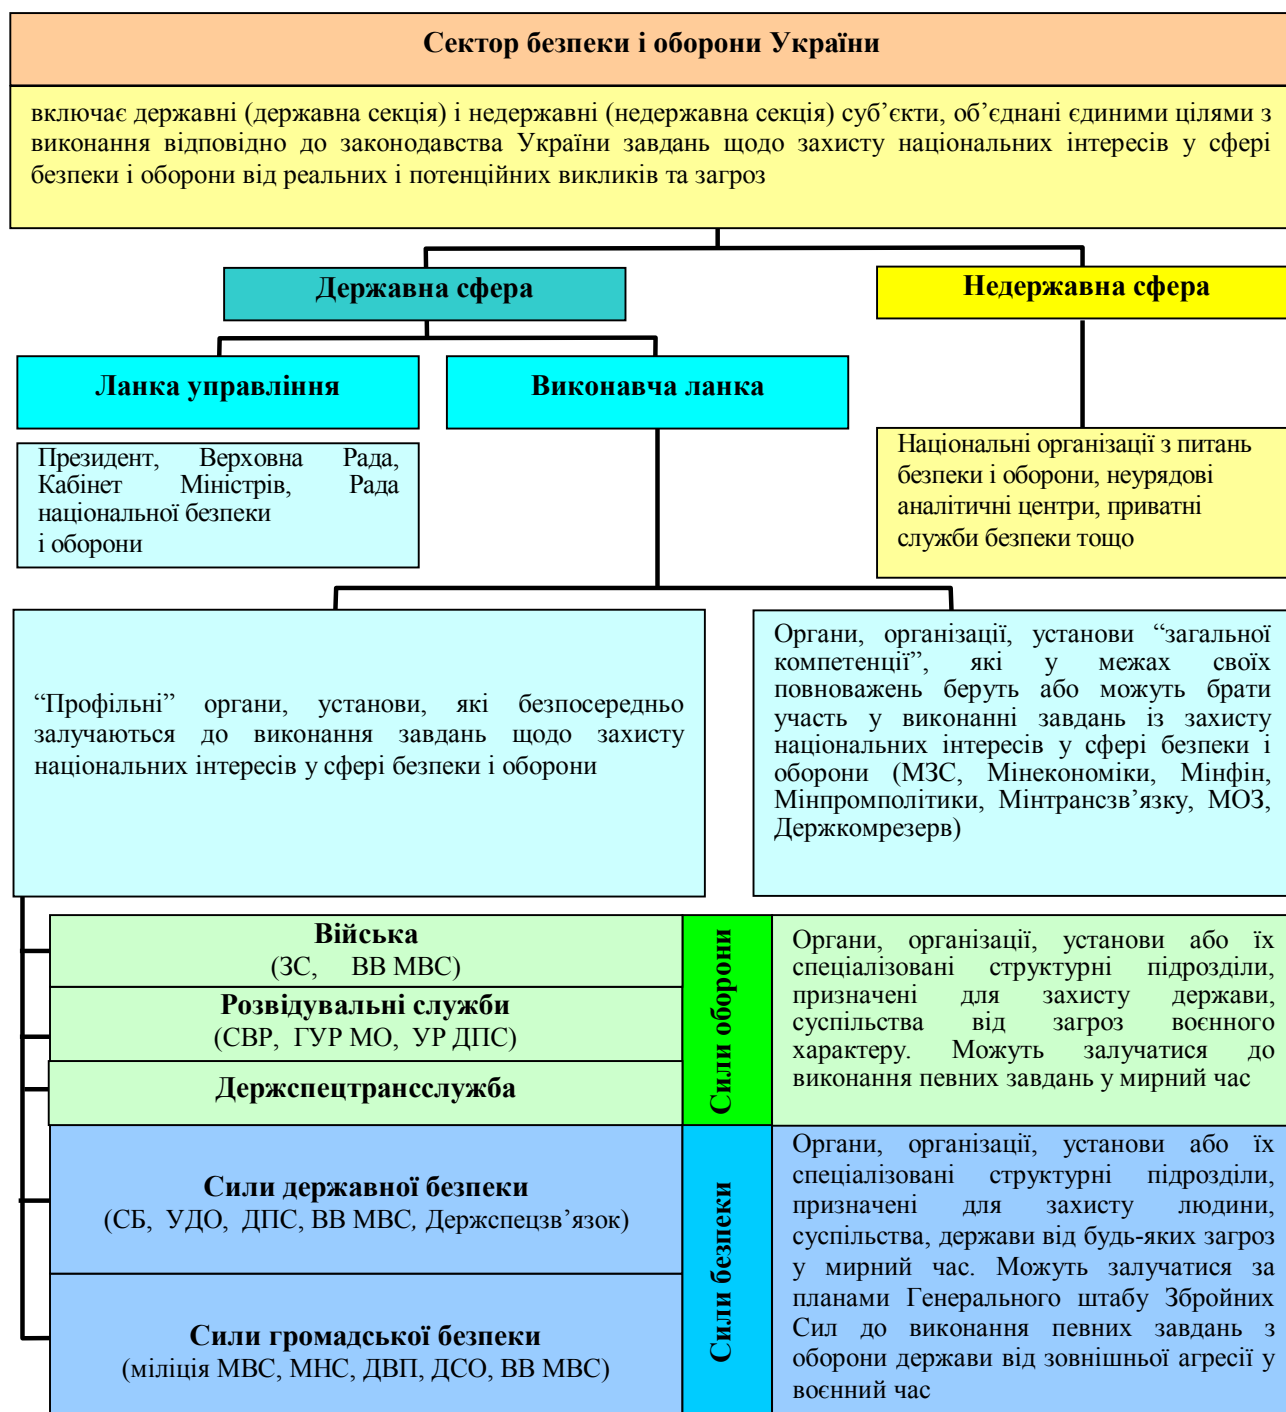 Сектор безпеки і оборони України
включає державні (державна секція) і недержавні (недержавна секція) суб’єкти, об’єднані єдиними цілями з
виконання відповідно до законодавства України завдань щодо захисту національних інтересів у сфері
безпеки і оборони від реальних і потенційних викликів та загроз
Державна сфера
Недержавна сфера
Ланка управління
Виконавча ланка
Президент, Верховна Рада,
Кабінет Міністрів, Рада
національної безпеки
і оборони
Національні організації з питань
безпеки і оборони, неурядові
аналітичні центри, приватні
служби безпеки тощо
“Профільні” органи, установи, які безпосередньо
залучаються до виконання завдань щодо захисту
національних інтересів у сфері безпеки і оборони
Органи, організації, установи “загальної
компетенції”, які у межах своїх
повноважень беруть або можуть брати
участь у виконанні завдань із захисту
національних інтересів у сфері безпеки і
оборони (МЗС, Мінекономіки, Мінфін,
Мінпромполітики, Мінтрансзв’язку, МОЗ,
Держкомрезерв)
Війська
(ЗС, ВВ МВС)
Розвідувальні служби
(СВР, ГУР МО, УР ДПС)
Держспецтрансслужба
Сили оборони
Органи, організації, установи або їх
спеціалізовані структурні підрозділи,
призначені для захисту держави,
суспільства від загроз воєнного
характеру. Можуть залучатися до
виконання певних завдань у мирний час
Сили державної безпеки
(СБ, УДО, ДПС, ВВ МВС, Держспецзв’язок)
Сили громадської безпеки
(міліція МВС, МНС, ДВП, ДСО, ВВ МВС)
Сили безпеки
Органи, організації, установи або їх
спеціалізовані структурні підрозділи,
призначені для захисту людини,
суспільства, держави від будь-яких загроз
у мирний час. Можуть залучатися за
планами Генерального штабу Збройних
Сил до виконання певних завдань з
оборони держави від зовнішньої агресії у
воєнний час